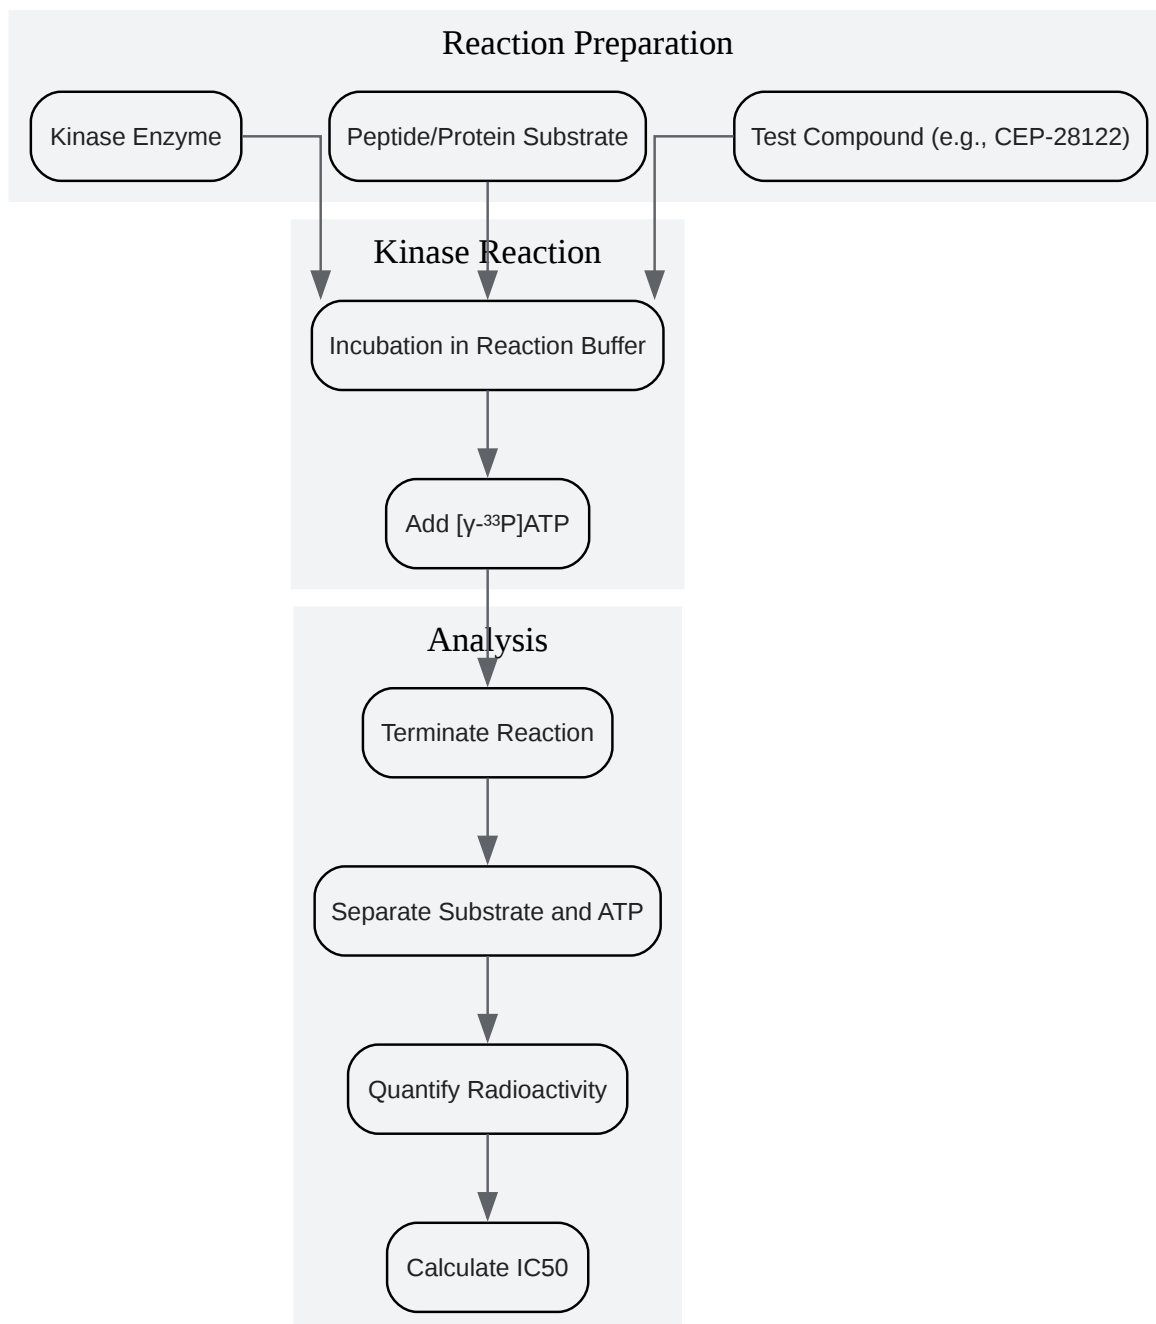 Reaction Preparation
Kinase Enzyme
Peptide/Protein Substrate
Test Compound (e.g., CEP-28122)
Kinase Reaction
Incubation in Reaction Buffer
Add [γ-³³P]ATP
Analysis
Terminate Reaction
Separate Substrate and ATP
Quantify Radioactivity
Calculate IC50